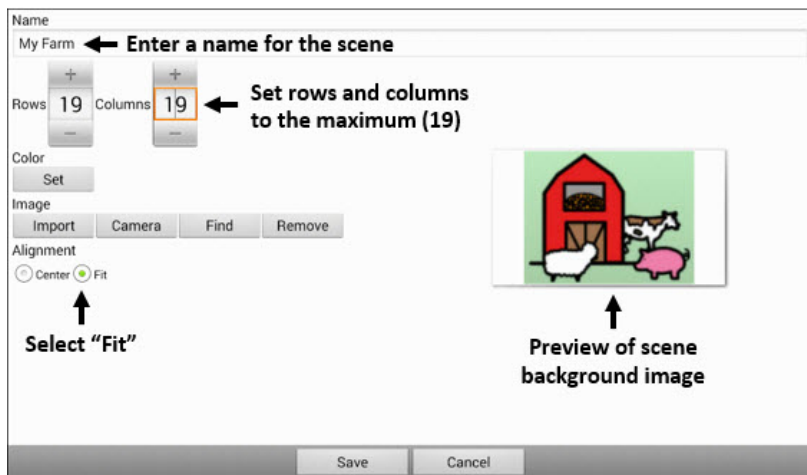 Name
My Farm Enter a name for the scene
+ +
Rows 19 Columns 19 Set rows and columns
to the maximum (19)
− −
Color
Set
Image
Import Camera Find Remove
Alignment
Center Fit
Select “Fit”
Preview of scene
background image
Save Cancel